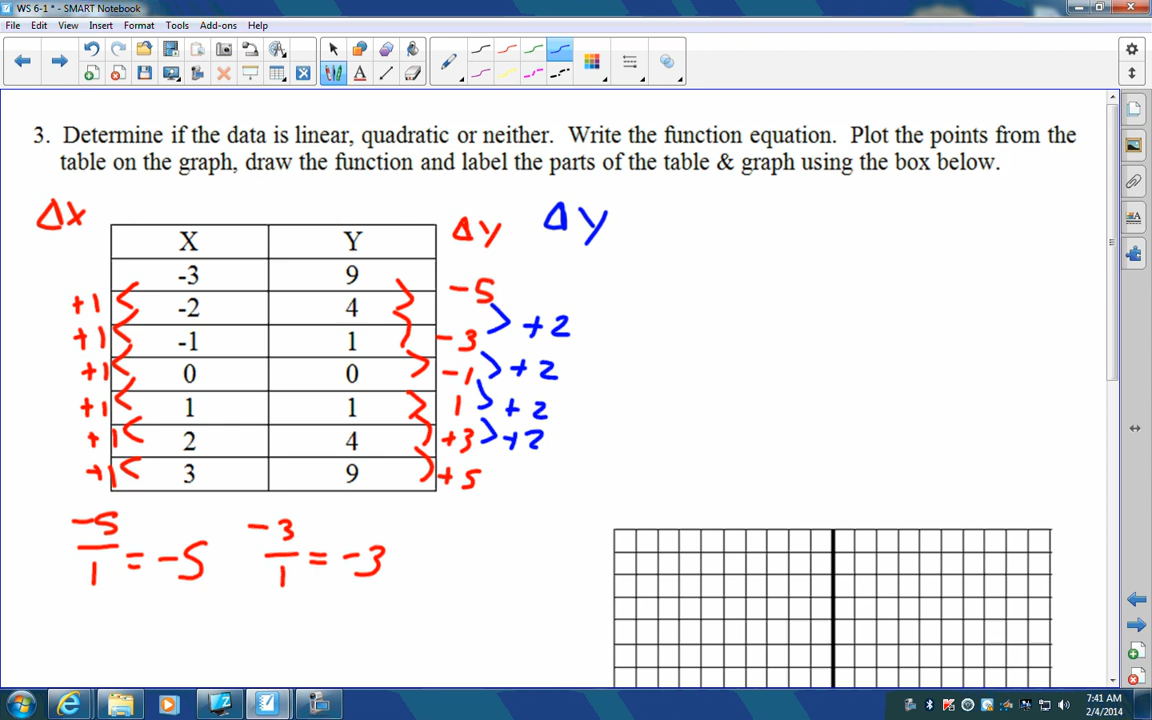 WS 6-1 * - SMART Notebook
File Edit View Insert Format Tools Add-ons Help
3. Determine if the data is linear, quadratic or neither. Write the function equation. Plot the points from the
table on the graph, draw the function and label the parts of the table & graph using the box below.
ΔX ΔY ΔY
X Y
-3 9
-5
+1 -2 4
+2
+1 -1 1 -3
+1 0 0 -1 +2
+1 1 1 1 +2
+1 2 4 +3 +2
+1 3 9 +5
-5/1 = -5 -3/1 = -3
7:41 AM
2/4/2014